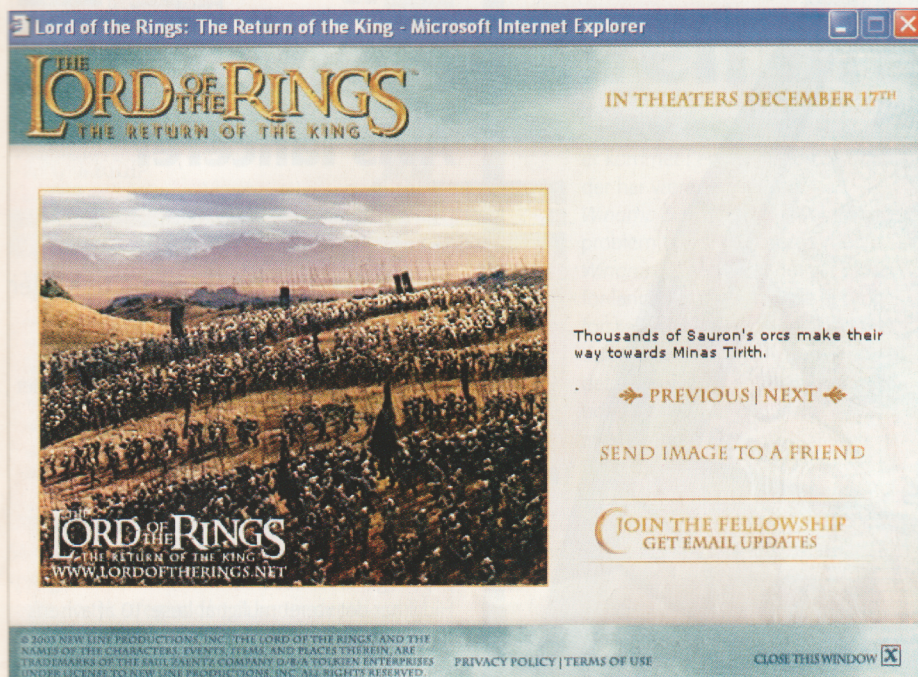 Lord of the Rings: The Return of the King - Microsoft Internet Explorer
THE
LORD OF THE RINGS™
THE RETURN OF THE KING
IN THEATERS DECEMBER 17TH
Thousands of Sauron's orcs make their
way towards Minas Tirith.
PREVIOUS | NEXT
SEND IMAGE TO A FRIEND
JOIN THE FELLOWSHIP
GET EMAIL UPDATES
THE
LORD OF THE RINGS
THE RETURN OF THE KING
WWW.LORDOFTHERINGS.NET
© 2003 NEW LINE PRODUCTIONS, INC. THE LORD OF THE RINGS, AND THE
NAMES OF THE CHARACTERS, EVENTS, ITEMS, AND PLACES THEREIN, ARE
TRADEMARKS OF THE SAUL ZAENTZ COMPANY D/B/A TOLKIEN ENTERPRISES
UNDER LICENSE TO NEW LINE PRODUCTIONS, INC. ALL RIGHTS RESERVED.
PRIVACY POLICY | TERMS OF USE
CLOSE THIS WINDOW X